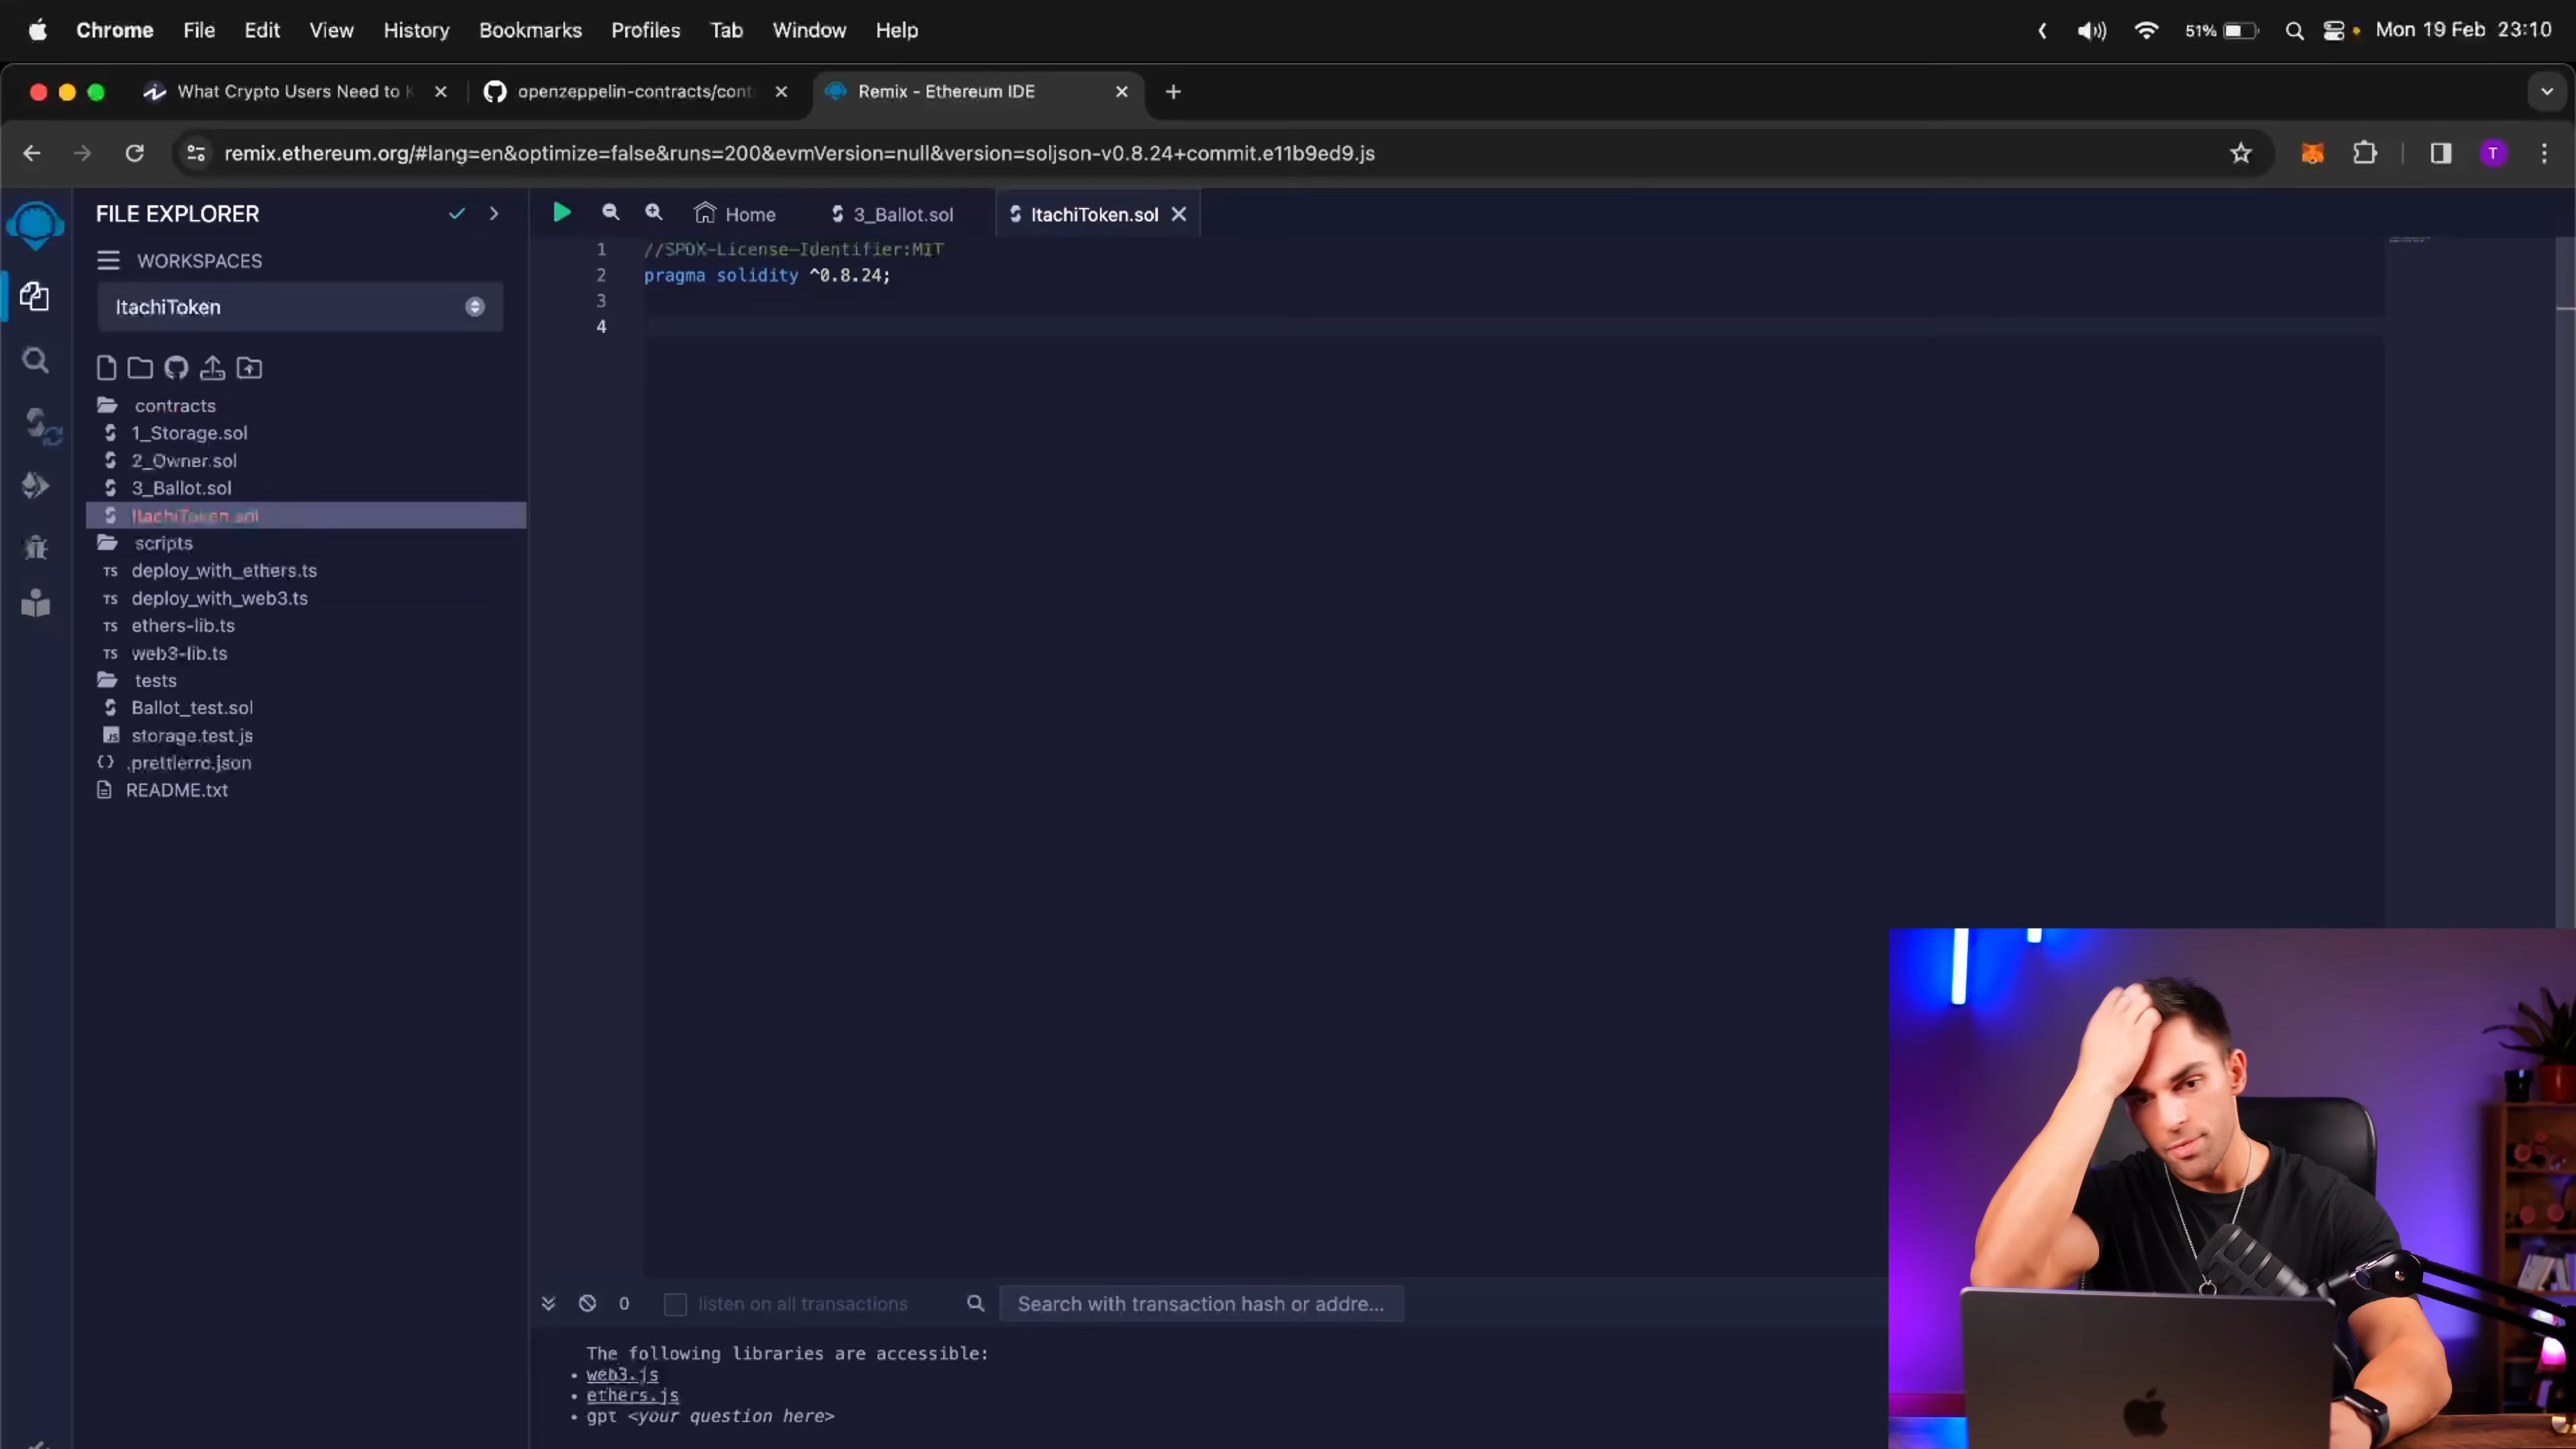 Chrome File Edit View History Bookmarks Profiles Tab Window Help 51% Mon 19 Feb 23:10
What Crypto Users Need to K
openzeppelin-contracts/cont
Remix - Ethereum IDE
remix.ethereum.org/#lang=en&optimize=false&runs=200&evmVersion=null&version=soljson-v0.8.24+commit.e11b9ed9.js
T
FILE EXPLORER
Home
3_Ballot.sol
ItachiToken.sol
WORKSPACES
ItachiToken
contracts
1_Storage.sol
2_Owner.sol
3_Ballot.sol
ItachiToken.sol
scripts
TS deploy_with_ethers.ts
TS deploy_with_web3.ts
TS ethers-lib.ts
TS web3-lib.ts
tests
Ballot_test.sol
JS storage.test.js
{} .prettierrc.json
README.txt
1 //SPDX-License-Identifier:MIT
2 pragma solidity ^0.8.24;
3
4
0 listen on all transactions Search with transaction hash or addre...
The following libraries are accessible:
• web3.js
• ethers.js
• gpt <your question here>